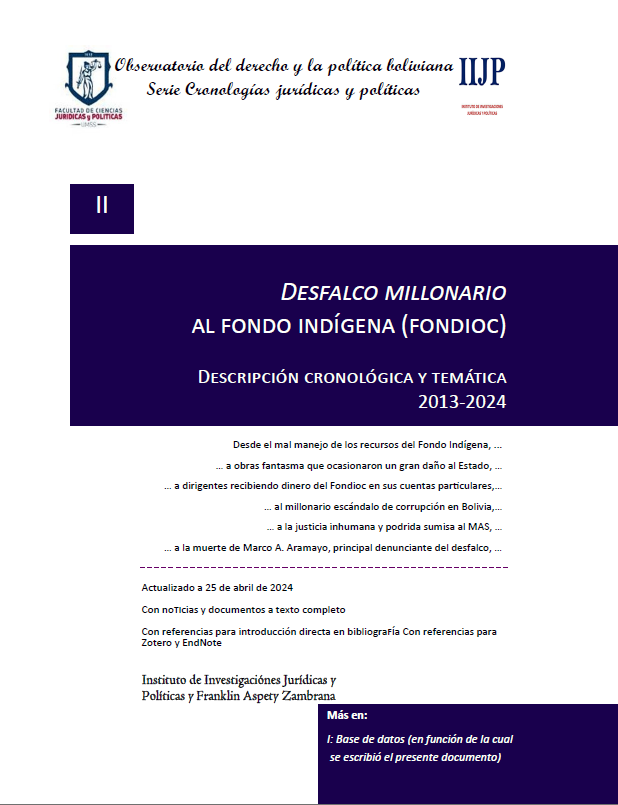 Observatorio del derecho y la política boliviana
Serie Cronologías jurídicas y políticas
IIJP
INSTITUTO DE INVESTIGACIONES
JURÍDICAS Y POLÍTICAS
FACULTAD DE CIENCIAS
JURIDICAS y POLITICAS
UMSS
II
DESFALCO MILLONARIO
AL FONDO INDÍGENA (FONDIOC)
DESCRIPCIÓN CRONOLÓGICA Y TEMÁTICA
2013-2024
Desde el mal manejo de los recursos del Fondo Indígena, ...
... a obras fantasma que ocasionaron un gran daño al Estado, ...
... a dirigentes recibiendo dinero del Fondioc en sus cuentas particulares,...
... al millonario escándalo de corrupción en Bolivia,...
... a la justicia inhumana y podrida sumisa al MAS, ...
... a la muerte de Marco A. Aramayo, principal denunciante del desfalco, ...
Actualizado a 25 de abril de 2024
Con noTIcias y documentos a texto completo
Con referencias para introducción directa en bibliograFÍa Con referencias para
Zotero y EndNote
Instituto de Investigaciónes Jurídicas y
Políticas y Franklin Aspety Zambrana
Más en:
I: Base de datos (en función de la cual
se escribió el presente documento)